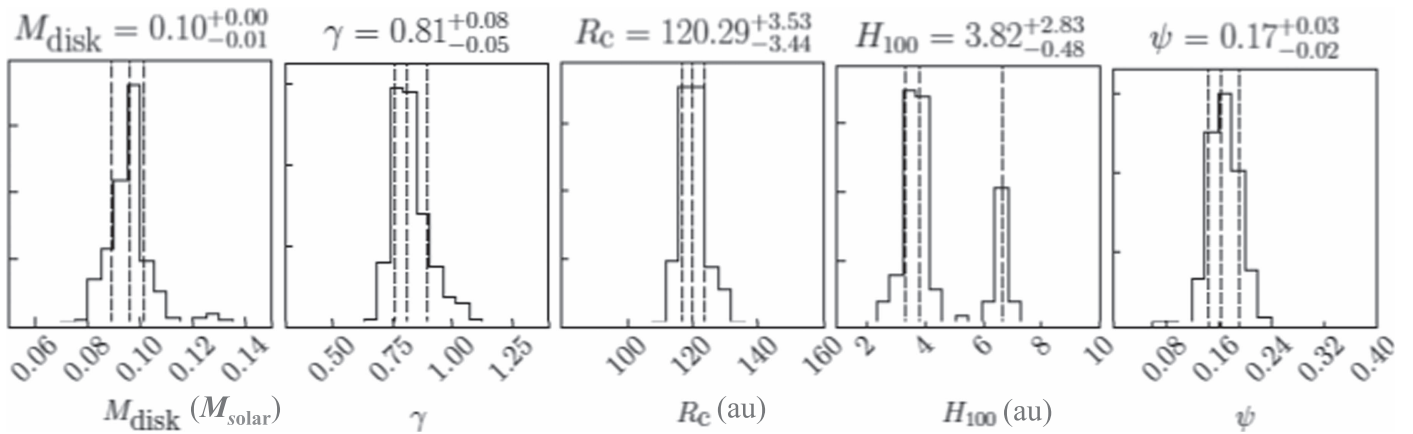 M_disk = 0.10^{+0.00}_{-0.01} γ = 0.81^{+0.08}_{-0.05} R_C = 120.29^{+3.53}_{-3.44} H_100 = 3.82^{+2.83}_{-0.48} ψ = 0.17^{+0.03}_{-0.02}
0.06 0.08 0.10 0.12 0.14 0.50 0.75 1.00 1.25 100 120 140 160 2 4 6 8 10 0.08 0.16 0.24 0.32 0.40
M_disk (M_solar) γ R_C (au) H_100 (au) ψ